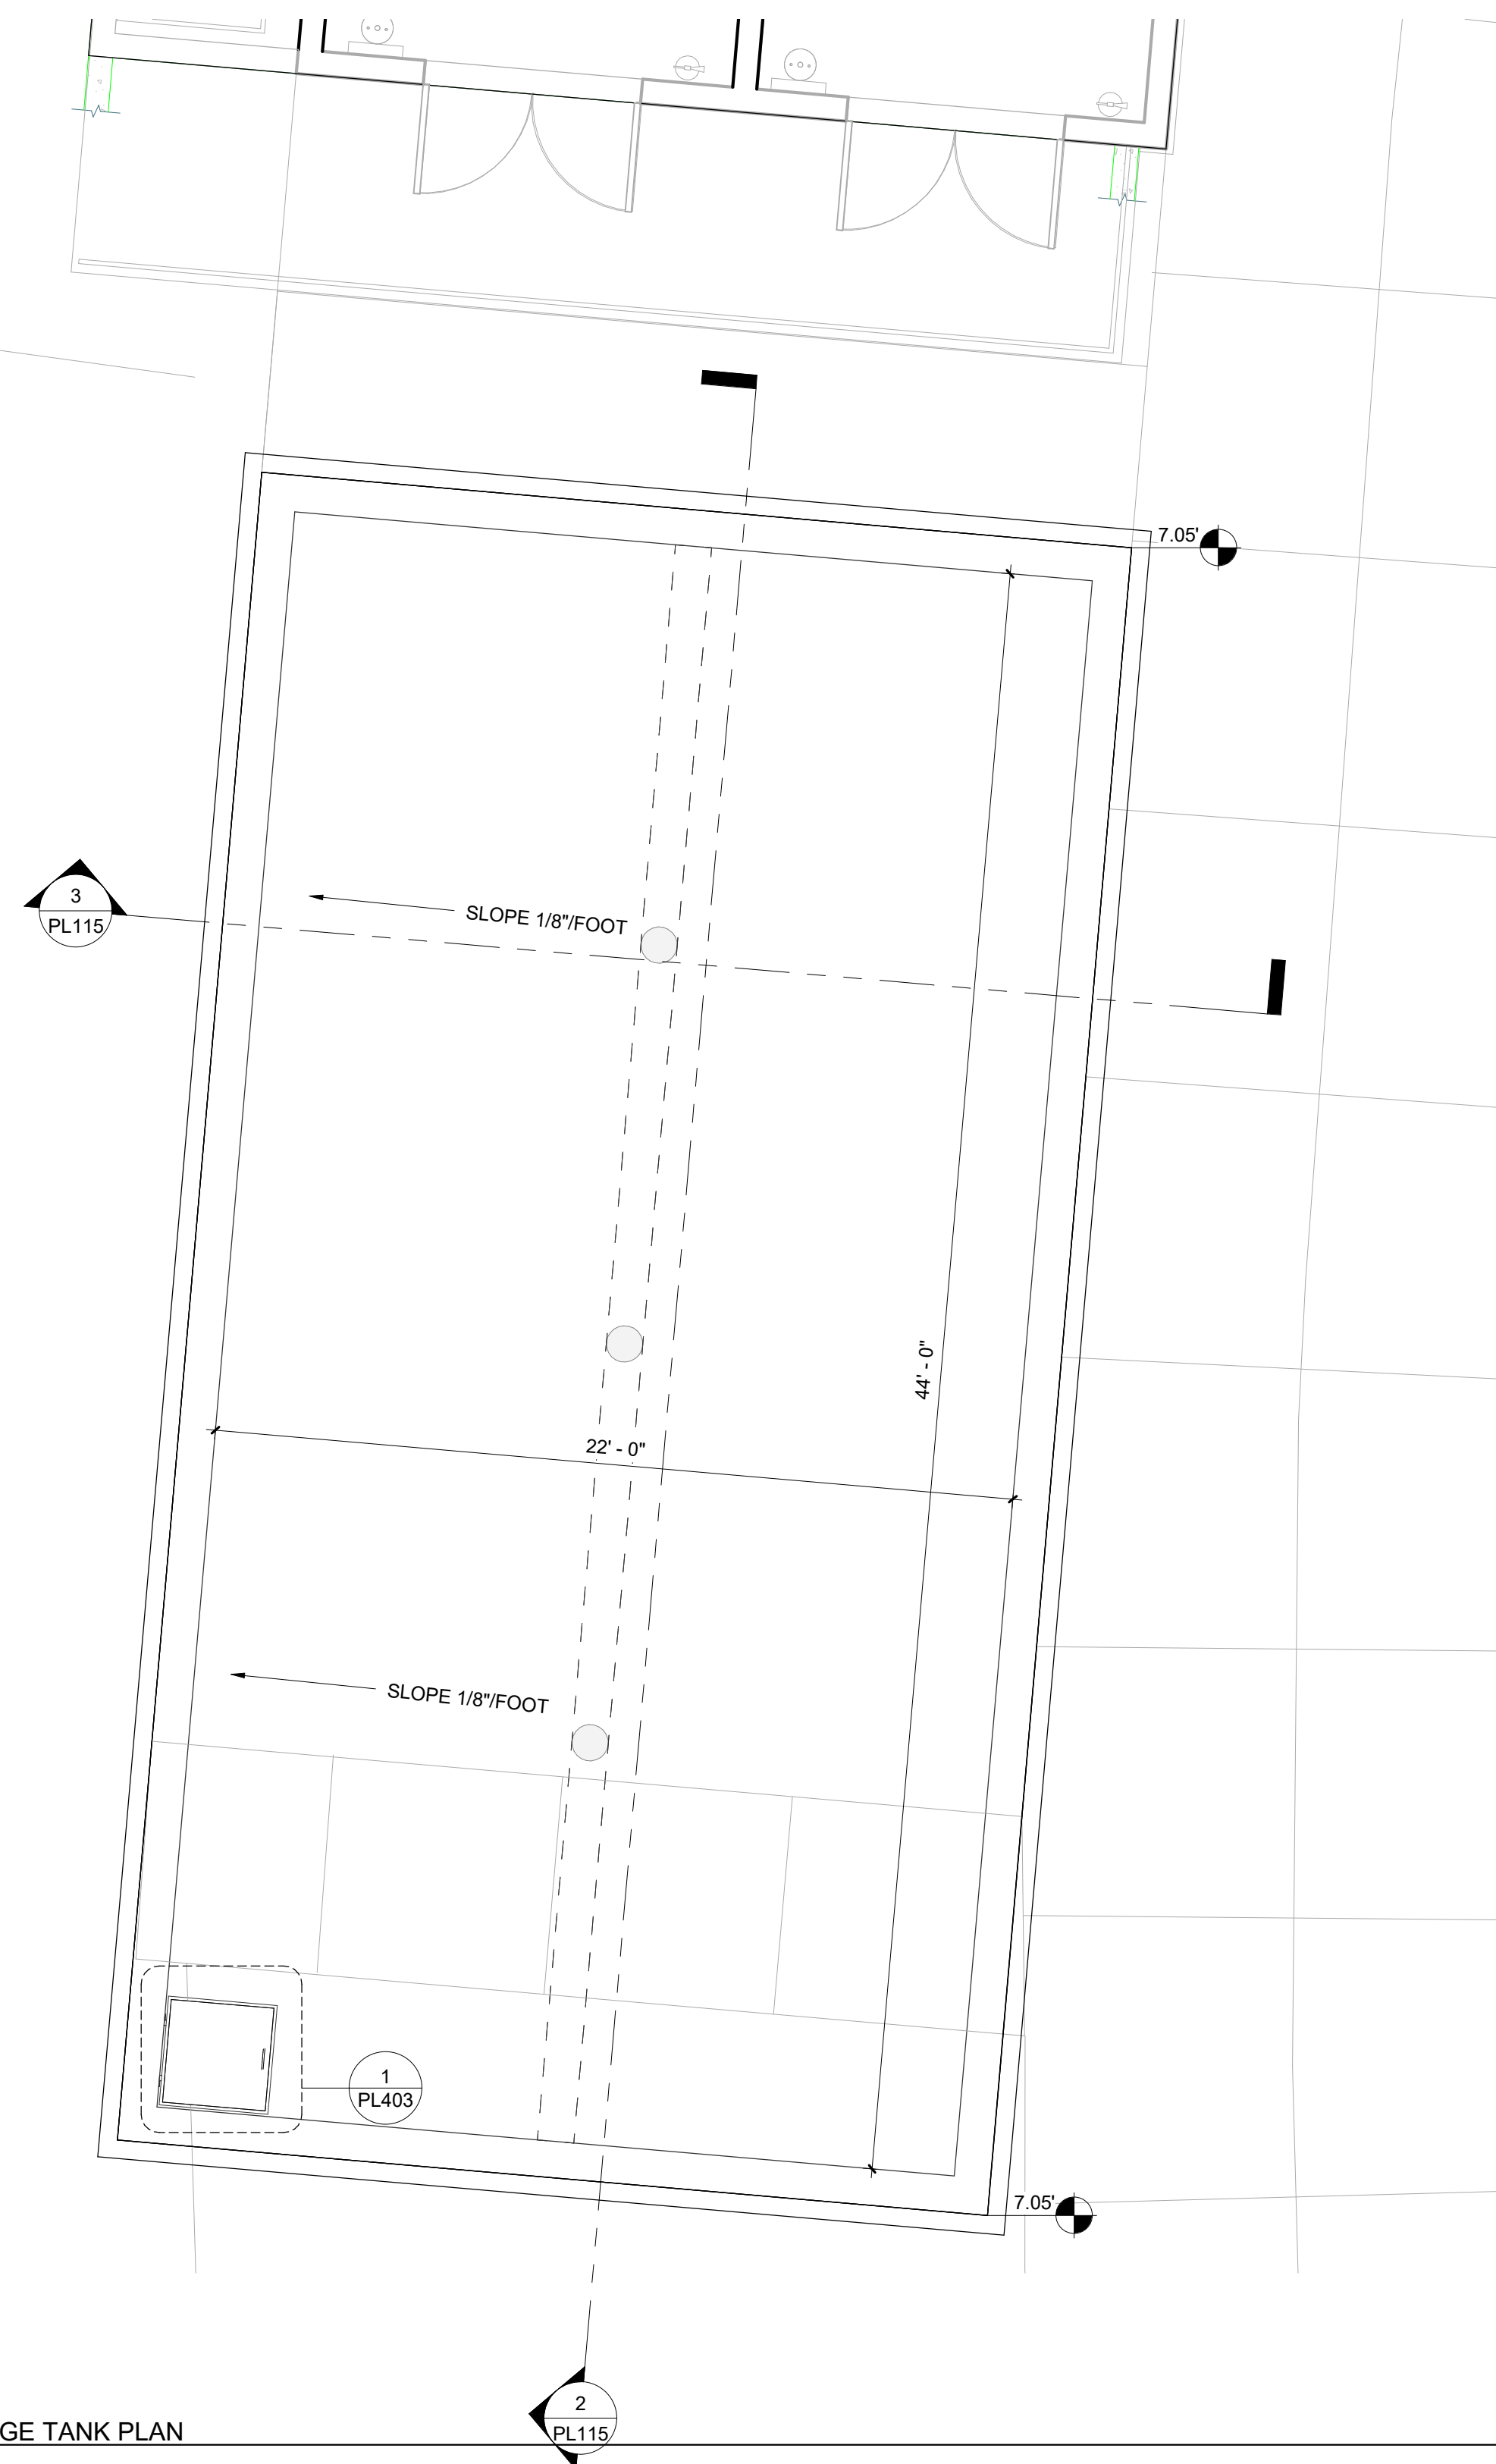 7.05'
3
PL115
SLOPE 1/8"/FOOT
44' - 0"
22' - 0"
SLOPE 1/8"/FOOT
1
PL403
7.05'
2
PL115
GE TANK PLAN